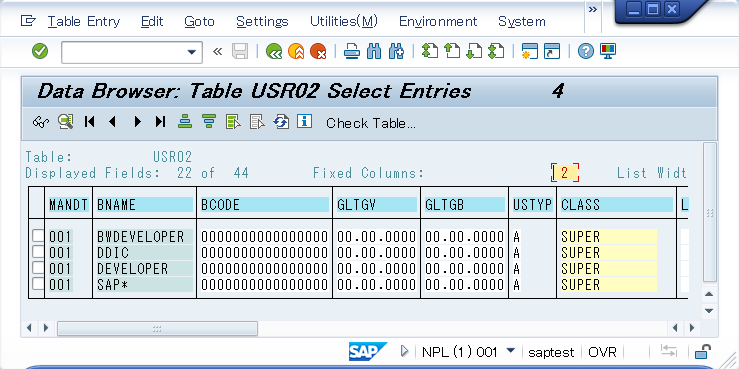 Table Entry Edit Goto Settings Utilities(M) Environment System »
«
Data Browser: Table USR02 Select Entries 4
Check Table...
Table: USR02
Displayed Fields: 22 of 44 Fixed Columns: 2 List Widt
MANDT BNAME BCODE GLTGV GLTGB USTYP CLASS L
001 BWDEVELOPER 0000000000000000 00.00.0000 00.00.0000 A SUPER
001 DDIC 0000000000000000 00.00.0000 00.00.0000 A SUPER
001 DEVELOPER 0000000000000000 00.00.0000 00.00.0000 A SUPER
001 SAP* 0000000000000000 00.00.0000 00.00.0000 A SUPER
SAP NPL (1) 001 saptest OVR